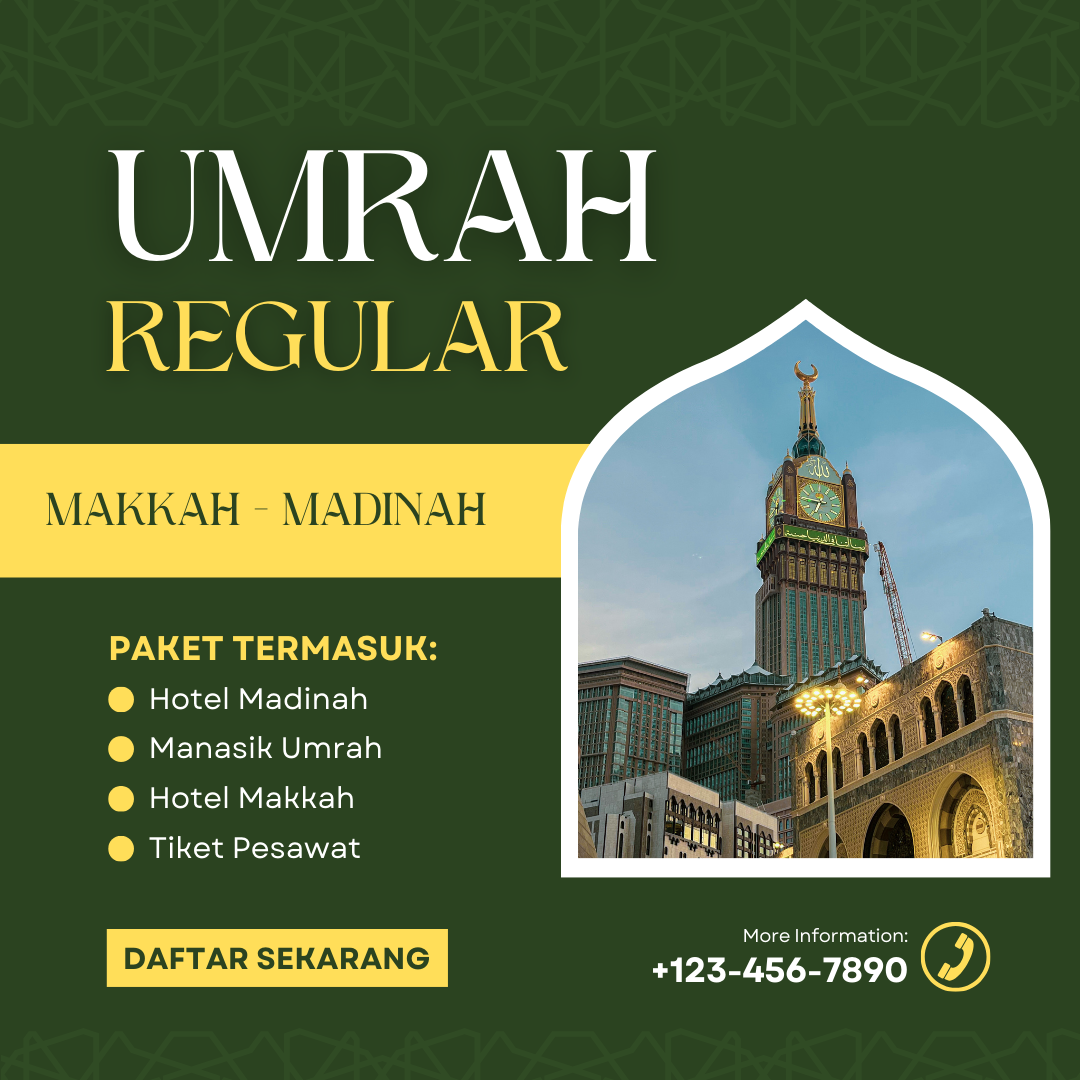 UMRAH
REGULAR
MAKKAH - MADINAH
PAKET TERMASUK:
Hotel Madinah
Manasik Umrah
Hotel Makkah
Tiket Pesawat
DAFTAR SEKARANG
More Information:
+123-456-7890